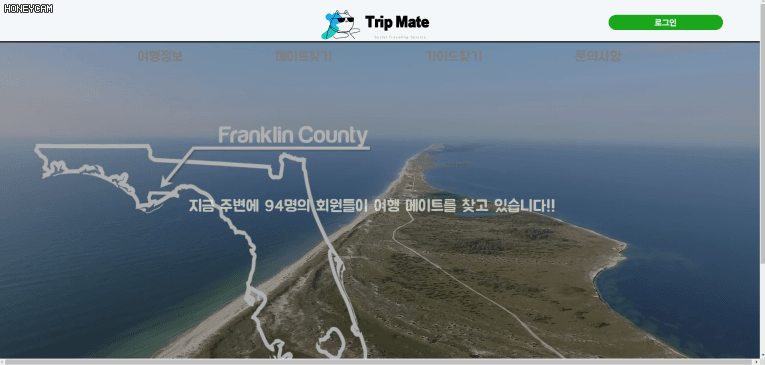 HONEYCAM
Trip Mate
로그인
여행정보 메이트찾기 가이드찾기 문의사항
Franklin County
지금 주변에 94명의 회원들이 여행 메이트를 찾고 있습니다!!